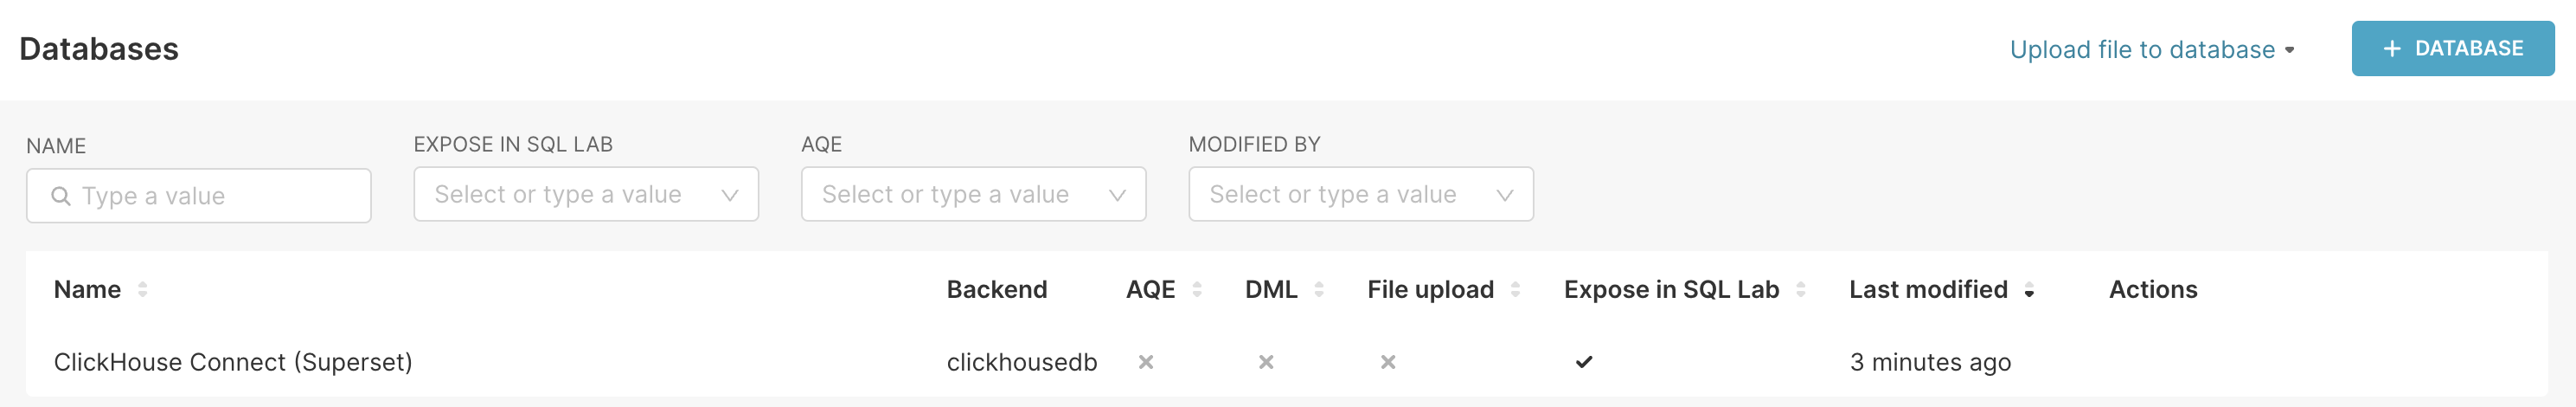 Databases
Upload file to database
+ DATABASE
NAME
EXPOSE IN SQL LAB
AQE
MODIFIED BY
Type a value
Select or type a value
Select or type a value
Select or type a value
Name Backend AQE DML File upload Expose in SQL Lab Last modified Actions
ClickHouse Connect (Superset) clickhousedb 3 minutes ago